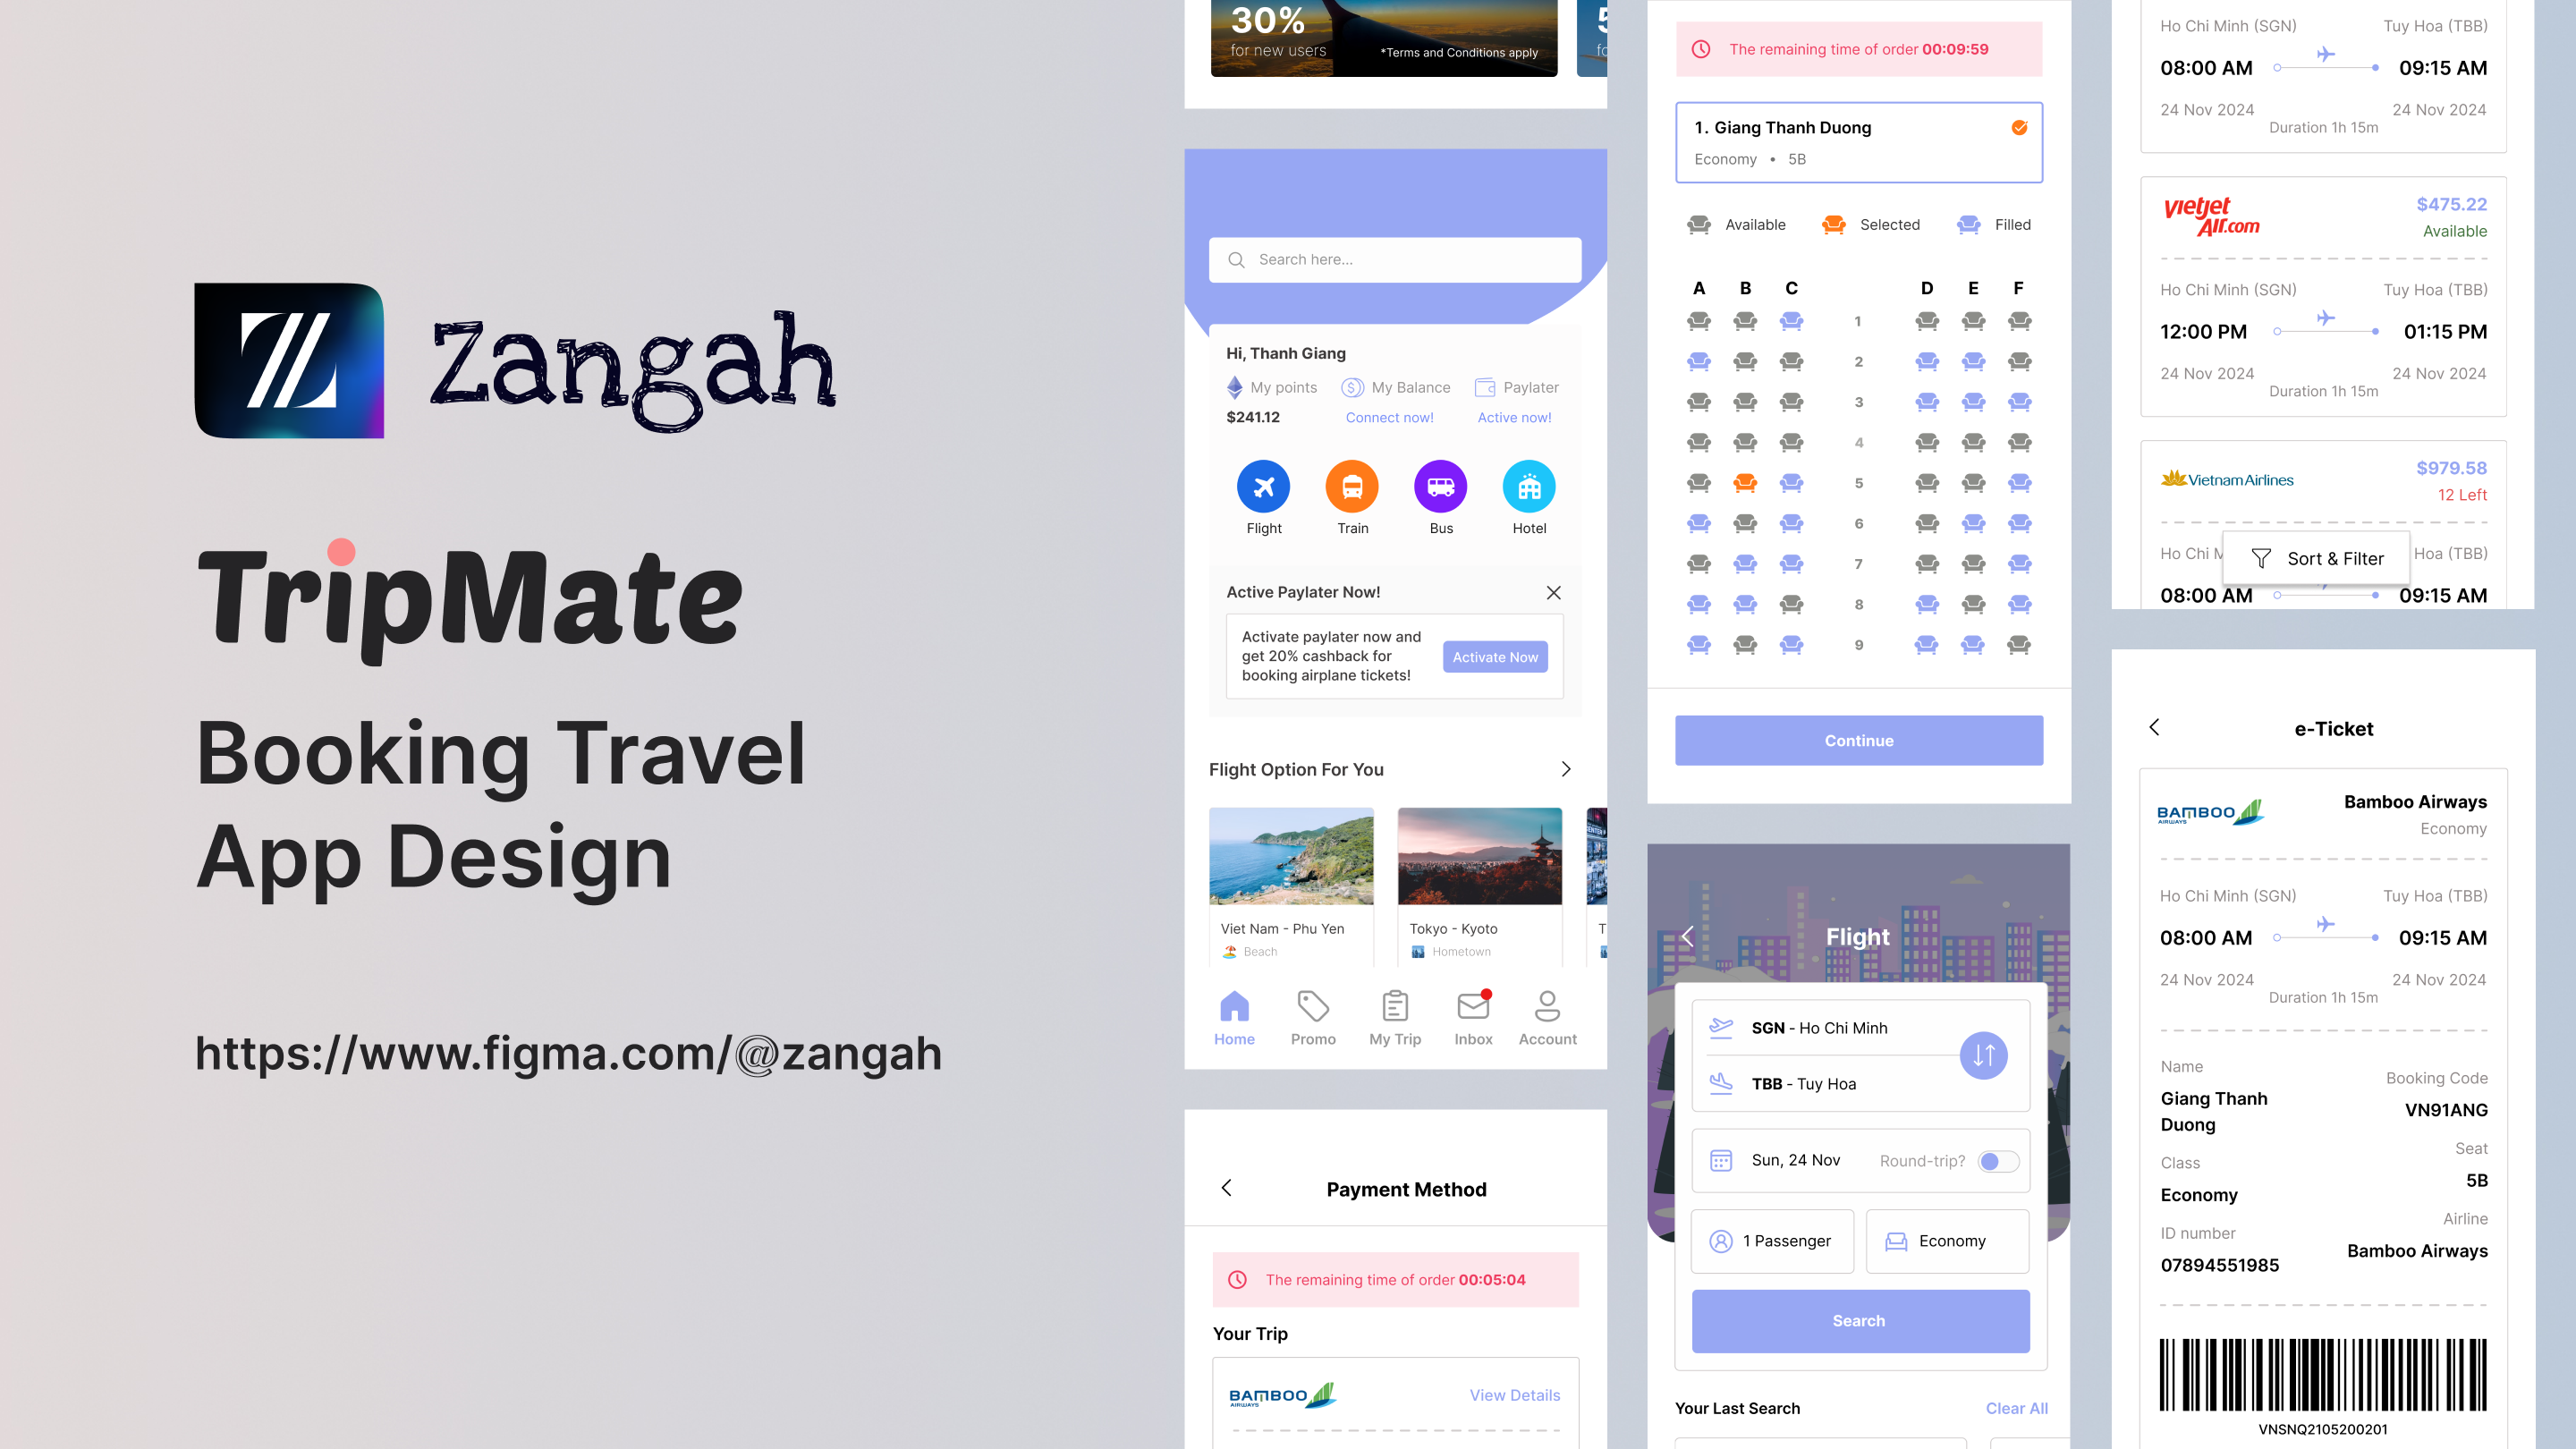 Zangah
TripMate
Booking Travel
App Design
https://www.figma.com/@zangah
30%
for new users
*Terms and Conditions apply
Search here...
Hi, Thanh Giang
My points
My Balance
Paylater
$241.12
Connect now!
Active now!
Flight
Train
Bus
Hotel
Active Paylater Now!
Activate paylater now and
get 20% cashback for
booking airplane tickets!
Activate Now
Flight Option For You
Viet Nam - Phu Yen
Beach
Tokyo - Kyoto
Hometown
Home
Promo
My Trip
Inbox
Account
Payment Method
The remaining time of order 00:05:04
Your Trip
BAMBOO
AIRWAYS
View Details
The remaining time of order 00:09:59
1. Giang Thanh Duong
Economy • 5B
Available
Selected
Filled
A B C D E F
1
2
3
4
5
6
7
8
9
Continue
Flight
SGN - Ho Chi Minh
TBB - Tuy Hoa
Sun, 24 Nov
Round-trip?
1 Passenger
Economy
Search
Your Last Search
Clear All
Ho Chi Minh (SGN)
Tuy Hoa (TBB)
08:00 AM
09:15 AM
24 Nov 2024
24 Nov 2024
Duration 1h 15m
vietjet
Air.com
$475.22
Available
Ho Chi Minh (SGN)
Tuy Hoa (TBB)
12:00 PM
01:15 PM
24 Nov 2024
24 Nov 2024
Duration 1h 15m
Vietnam Airlines
$979.58
12 Left
Ho Chi
Hoa (TBB)
Sort & Filter
08:00 AM
09:15 AM
e-Ticket
BAMBOO
AIRWAYS
Bamboo Airways
Economy
Ho Chi Minh (SGN)
Tuy Hoa (TBB)
08:00 AM
09:15 AM
24 Nov 2024
24 Nov 2024
Duration 1h 15m
Name
Giang Thanh
Duong
Booking Code
VN91ANG
Class
Economy
Seat
5B
ID number
07894551985
Airline
Bamboo Airways
VNSNQ2105200201